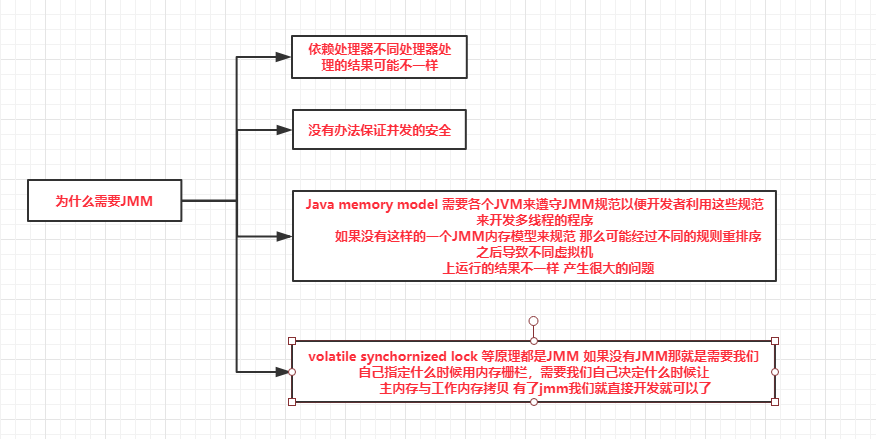 依赖处理器不同处理器处
理的结果可能不一样
没有办法保证并发的安全
为什么需要JMM
Java memory model 需要各个JVM来遵守JMM规范以便开发者利用这些规范
来开发多线程的程序
如果没有这样的一个JMM内存模型来规范 那么可能经过不同的规则重排序
之后导致不同虚拟机
上运行的结果不一样 产生很大的问题
volatile synchornized lock 等原理都是JMM 如果没有JMM那就是需要我们
自己指定什么时候用内存栅栏，需要我们自己决定什么时候让
主内存与工作内存拷贝 有了jmm我们就直接开发就可以了